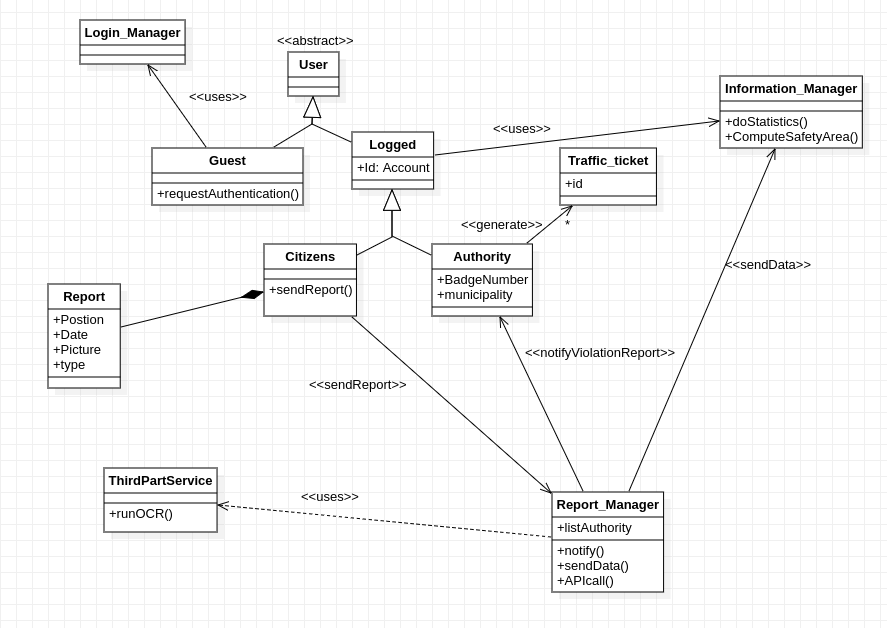 Login_Manager
<<abstract>>
User
<<uses>>
Information_Manager
+doStatistics()
+ComputeSafetyArea()
<<uses>>
Logged
+Id: Account
Guest
+requestAuthentication()
Traffic_ticket
+id
<<generate>>
*
Citizens
+sendReport()
Authority
+BadgeNumber
+municipality
<<sendData>>
Report
+Postion
+Date
+Picture
+type
<<notifyViolationReport>>
<<sendReport>>
ThirdPartService
+runOCR()
<<uses>>
Report_Manager
+listAuthority
+notify()
+sendData()
+APIcall()